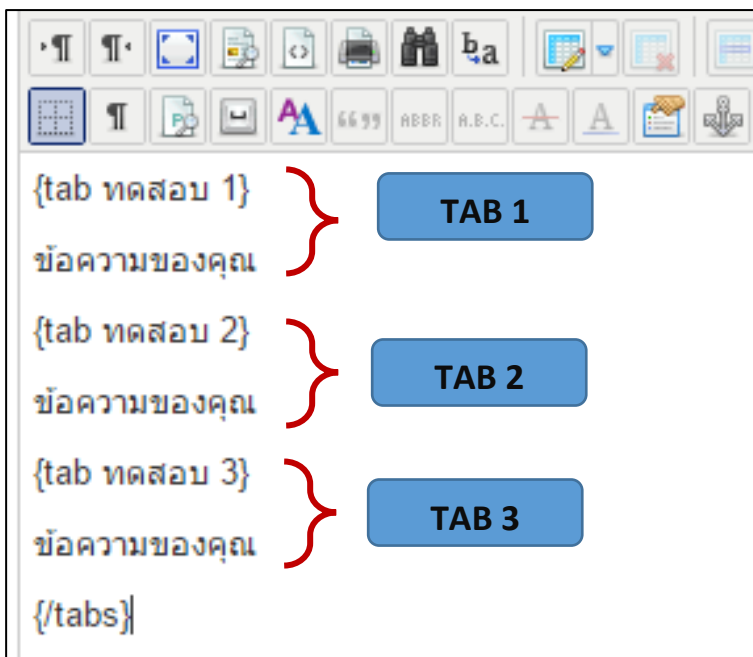 ABBR A.B.C.
{tab ทดสอบ 1}
TAB 1
ข้อความของคุณ
{tab ทดสอบ 2}
TAB 2
ข้อความของคุณ
{tab ทดสอบ 3}
TAB 3
ข้อความของคุณ
{/tabs}